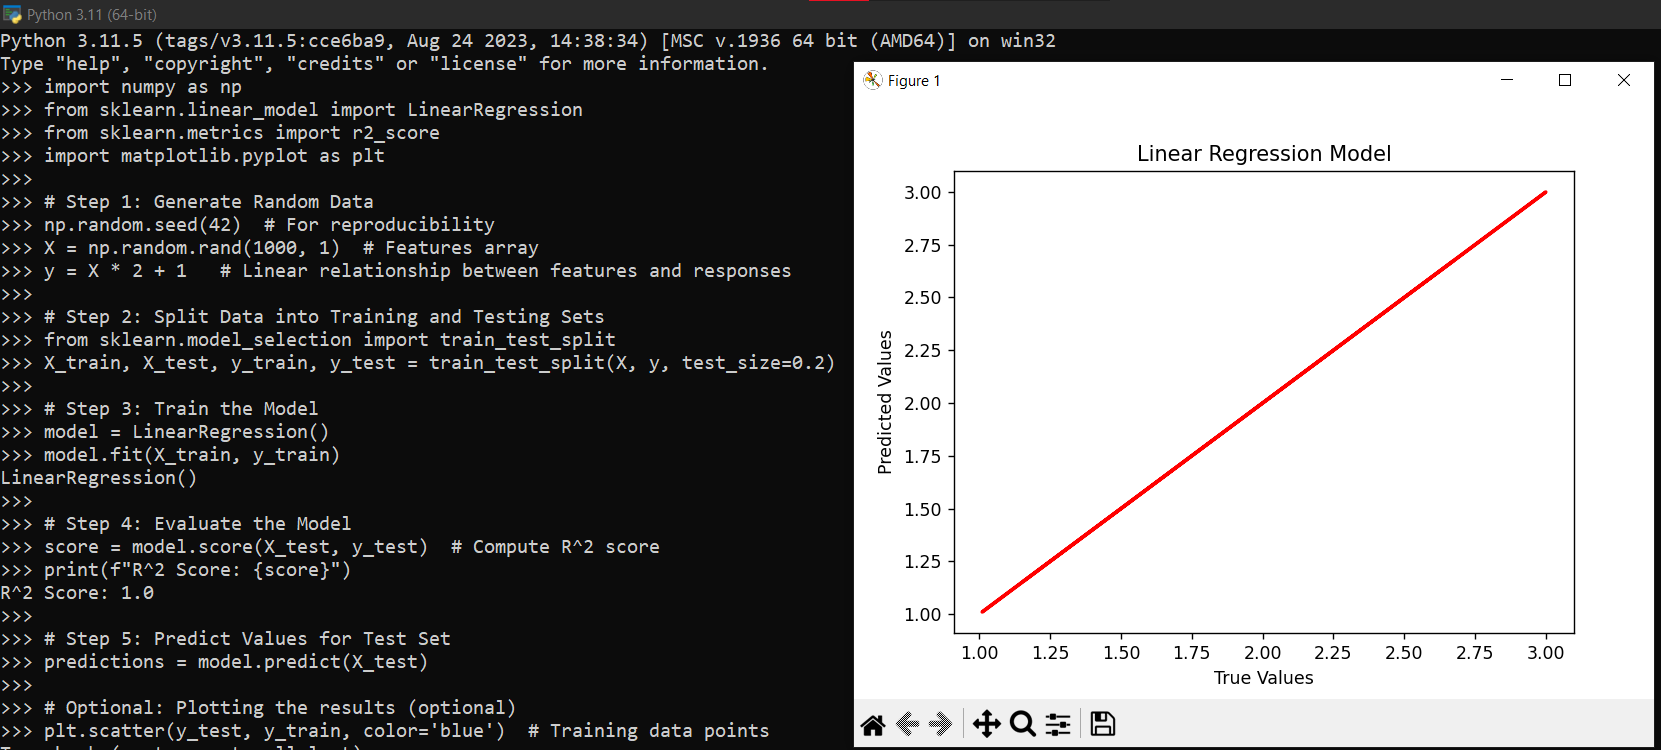 Python 3.11 (64-bit)
Python 3.11.5 (tags/v3.11.5:cce6ba9, Aug 24 2023, 14:38:34) [MSC v.1936 64 bit (AMD64)] on win32
Type "help", "copyright", "credits" or "license" for more information.
>>> import numpy as np
>>> from sklearn.linear_model import LinearRegression
>>> from sklearn.metrics import r2_score
>>> import matplotlib.pyplot as plt
>>>
>>> # Step 1: Generate Random Data
>>> np.random.seed(42)  # For reproducibility
>>> X = np.random.rand(1000, 1)  # Features array
>>> y = X * 2 + 1   # Linear relationship between features and responses
>>>
>>> # Step 2: Split Data into Training and Testing Sets
>>> from sklearn.model_selection import train_test_split
>>> X_train, X_test, y_train, y_test = train_test_split(X, y, test_size=0.2)
>>>
>>> # Step 3: Train the Model
>>> model = LinearRegression()
>>> model.fit(X_train, y_train)
LinearRegression()
>>>
>>> # Step 4: Evaluate the Model
>>> score = model.score(X_test, y_test)  # Compute R^2 score
>>> print(f"R^2 Score: {score}")
R^2 Score: 1.0
>>>
>>> # Step 5: Predict Values for Test Set
>>> predictions = model.predict(X_test)
>>>
>>> # Optional: Plotting the results (optional)
>>> plt.scatter(y_test, y_train, color='blue')  # Training data points
Figure 1
Linear Regression Model
3.00
2.75
2.50
2.25
2.00
1.75
1.50
1.25
1.00
Predicted Values
1.00 1.25 1.50 1.75 2.00 2.25 2.50 2.75 3.00
True Values